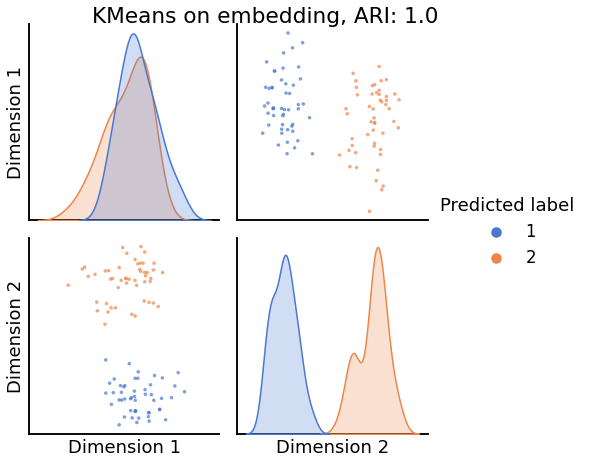 KMeans on embedding, ARI: 1.0
Dimension 1
Predicted label
1
2
Dimension 2
Dimension 1
Dimension 2